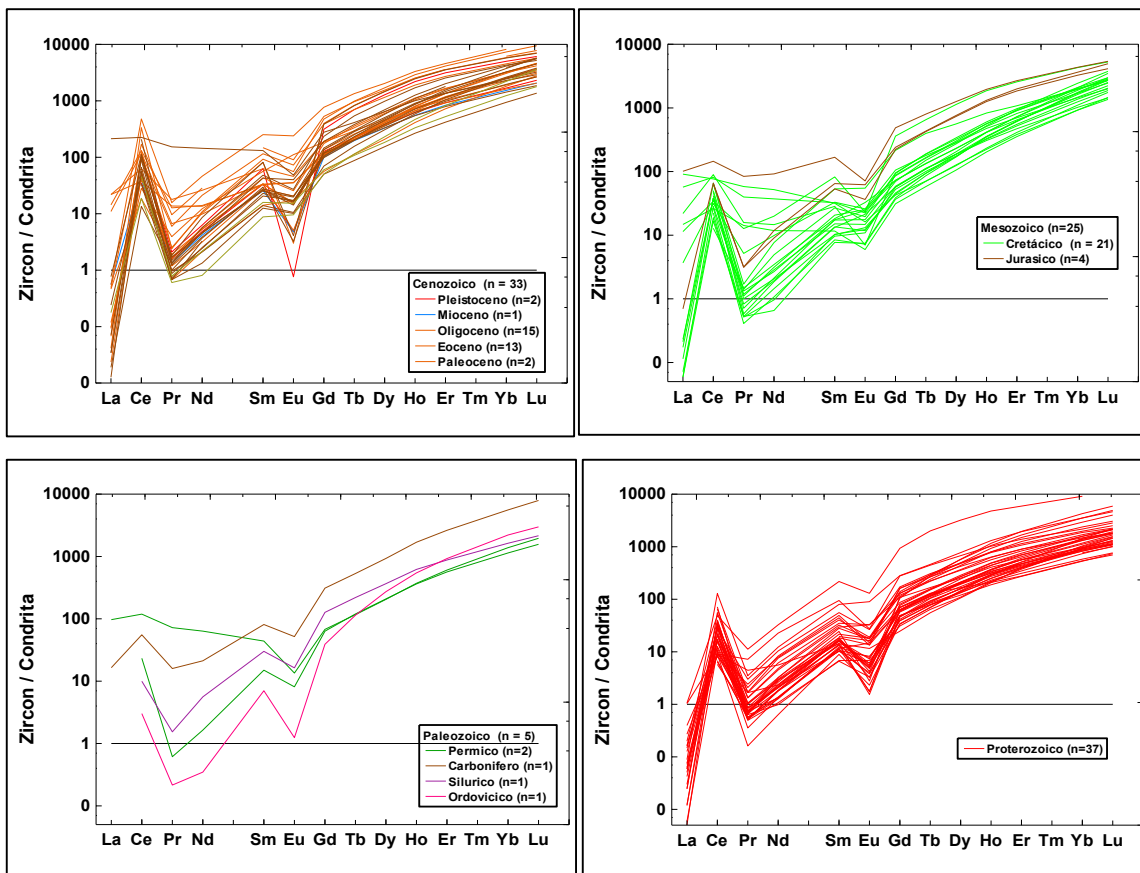 Zircon / Condrita
10000
1000
100
10
1
0
0
La Ce Pr Nd Sm Eu Gd Tb Dy Ho Er Tm Yb Lu
Cenozoico (n = 33)
Pleistoceno (n=2)
Mioceno (n=1)
Oligoceno (n=15)
Eoceno (n=13)
Paleoceno (n=2)
Zircon / Condrita
10000
1000
100
10
1
0
La Ce Pr Nd Sm Eu Gd Tb Dy Ho Er Tm Yb Lu
Mesozoico (n=25)
Cretácico (n = 21)
Jurasico (n=4)
Zircon / Condrita
10000
1000
100
10
1
0
La Ce Pr Nd Sm Eu Gd Tb Dy Ho Er Tm Yb Lu
Paleozoico (n = 5)
Permico (n=2)
Carbonifero (n=1)
Silurico (n=1)
Ordovicico (n=1)
Zircon / Condrita
10000
1000
100
10
1
0
0
La Ce Pr Nd Sm Eu Gd Tb Dy Ho Er Tm Yb Lu
Proterozoico (n=37)